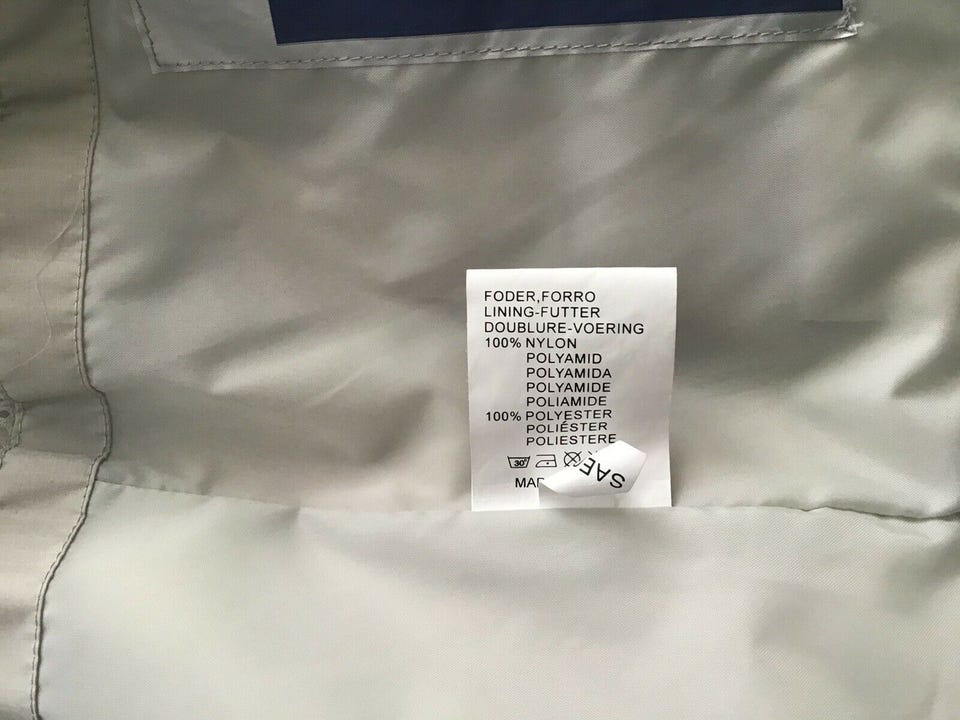 FODER,FORRO
LINING-FUTTER
DOUBLURE-VOERING
100% NYLON
POLYAMID
POLYAMIDA
POLYAMIDE
POLIAMIDE
100% POLYESTER
POLIÉSTER
POLIESTERE
30°
SAE